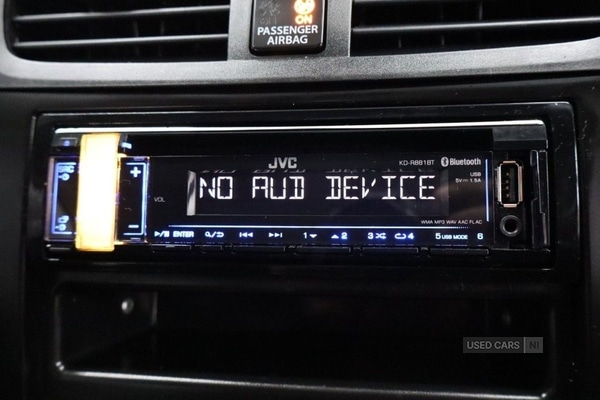 ON
PASSENGER
AIRBAG
JVC
KD-R881BT Bluetooth
USB
5V⎓1.5A
SRC
+
VOL
NO AUD DEVICE
WMA MP3 WAV AAC FLAC
ENTER
1
2
3
4
5 USB MODE
6
USED CARS NI